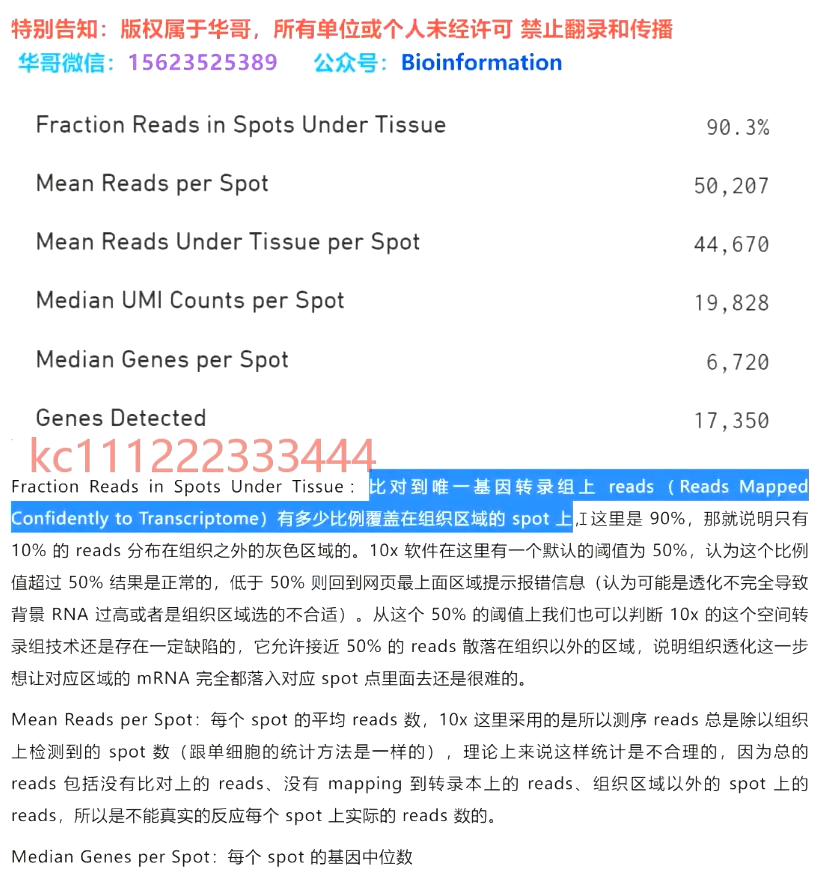 特别告知：版权属于华哥，所有单位或个人未经许可 禁止翻录和传播
华哥微信：15623525389 公众号：Bioinformation
Fraction Reads in Spots Under Tissue 90.3%
Mean Reads per Spot 50,207
Mean Reads Under Tissue per Spot 44,670
Median UMI Counts per Spot 19,828
Median Genes per Spot 6,720
Genes Detected 17,350
kc111222333444
Fraction Reads in Spots Under Tissue：比对到唯一基因转录组上 reads（Reads Mapped
Confidently to Transcriptome）有多少比例覆盖在组织区域的 spot 上,这里是 90%，那就说明只有
10% 的 reads 分布在组织之外的灰色区域的。10x 软件在这里有一个默认的阈值为 50%，认为这个比例
值超过 50% 结果是正常的，低于 50% 则回到网页最上面区域提示报错信息（认为可能是透化不完全导致
背景 RNA 过高或者是组织区域选的不合适）。从这个 50% 的阈值上我们也可以判断 10x 的这个空间转
录组技术还是存在一定缺陷的，它允许接近 50% 的 reads 散落在组织以外的区域，说明组织透化这一步
想让对应区域的 mRNA 完全都落入对应 spot 点里面去还是很难的。
Mean Reads per Spot：每个 spot 的平均 reads 数，10x 这里采用的是所以测序 reads 总是除以组织
上检测到的 spot 数（跟单细胞的统计方法是一样的），理论上来说这样统计是不合理的，因为总的
reads 包括没有比对上的 reads、没有 mapping 到转录本上的 reads、组织区域以外的 spot 上的
reads，所以是不能真实的反应每个 spot 上实际的 reads 数的。
Median Genes per Spot：每个 spot 的基因中位数